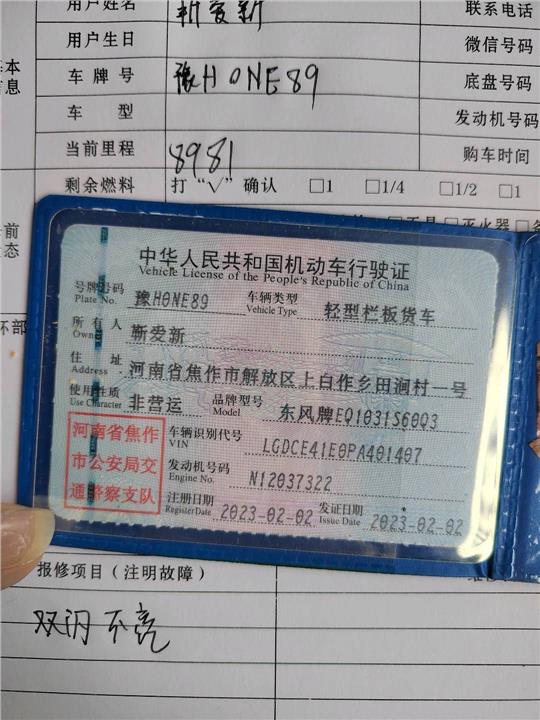 用户姓名 靳爱新 联系电话
用户生日 微信号码
车牌号 豫H0NE89 底盘号码
车型 发动机号码
当前里程 8981 购车时间
剩余燃料 打“√”确认 □1 □1/4 □1/2 □1
中华人民共和国机动车行驶证
Vehicle License of the People's Republic of China
号牌号码 豫H0NE89 车辆类型 轻型栏板货车
Plate No. Vehicle Type
所有人 靳爱新
Owner
住址 河南省焦作市解放区上白作乡田涧村一号
Address
使用性质 非营运 品牌型号 东风牌EQ1031S60Q3
Use Character Model
河南省焦作
市公安局交
通警察支队
车辆识别代号 LGDCE41E0PA401407
VIN
发动机号码 N12037322
Engine No.
注册日期 2023-02-02 发证日期 2023-02-02
Register Date Issue Date
报修项目（注明故障）
双闪不亮